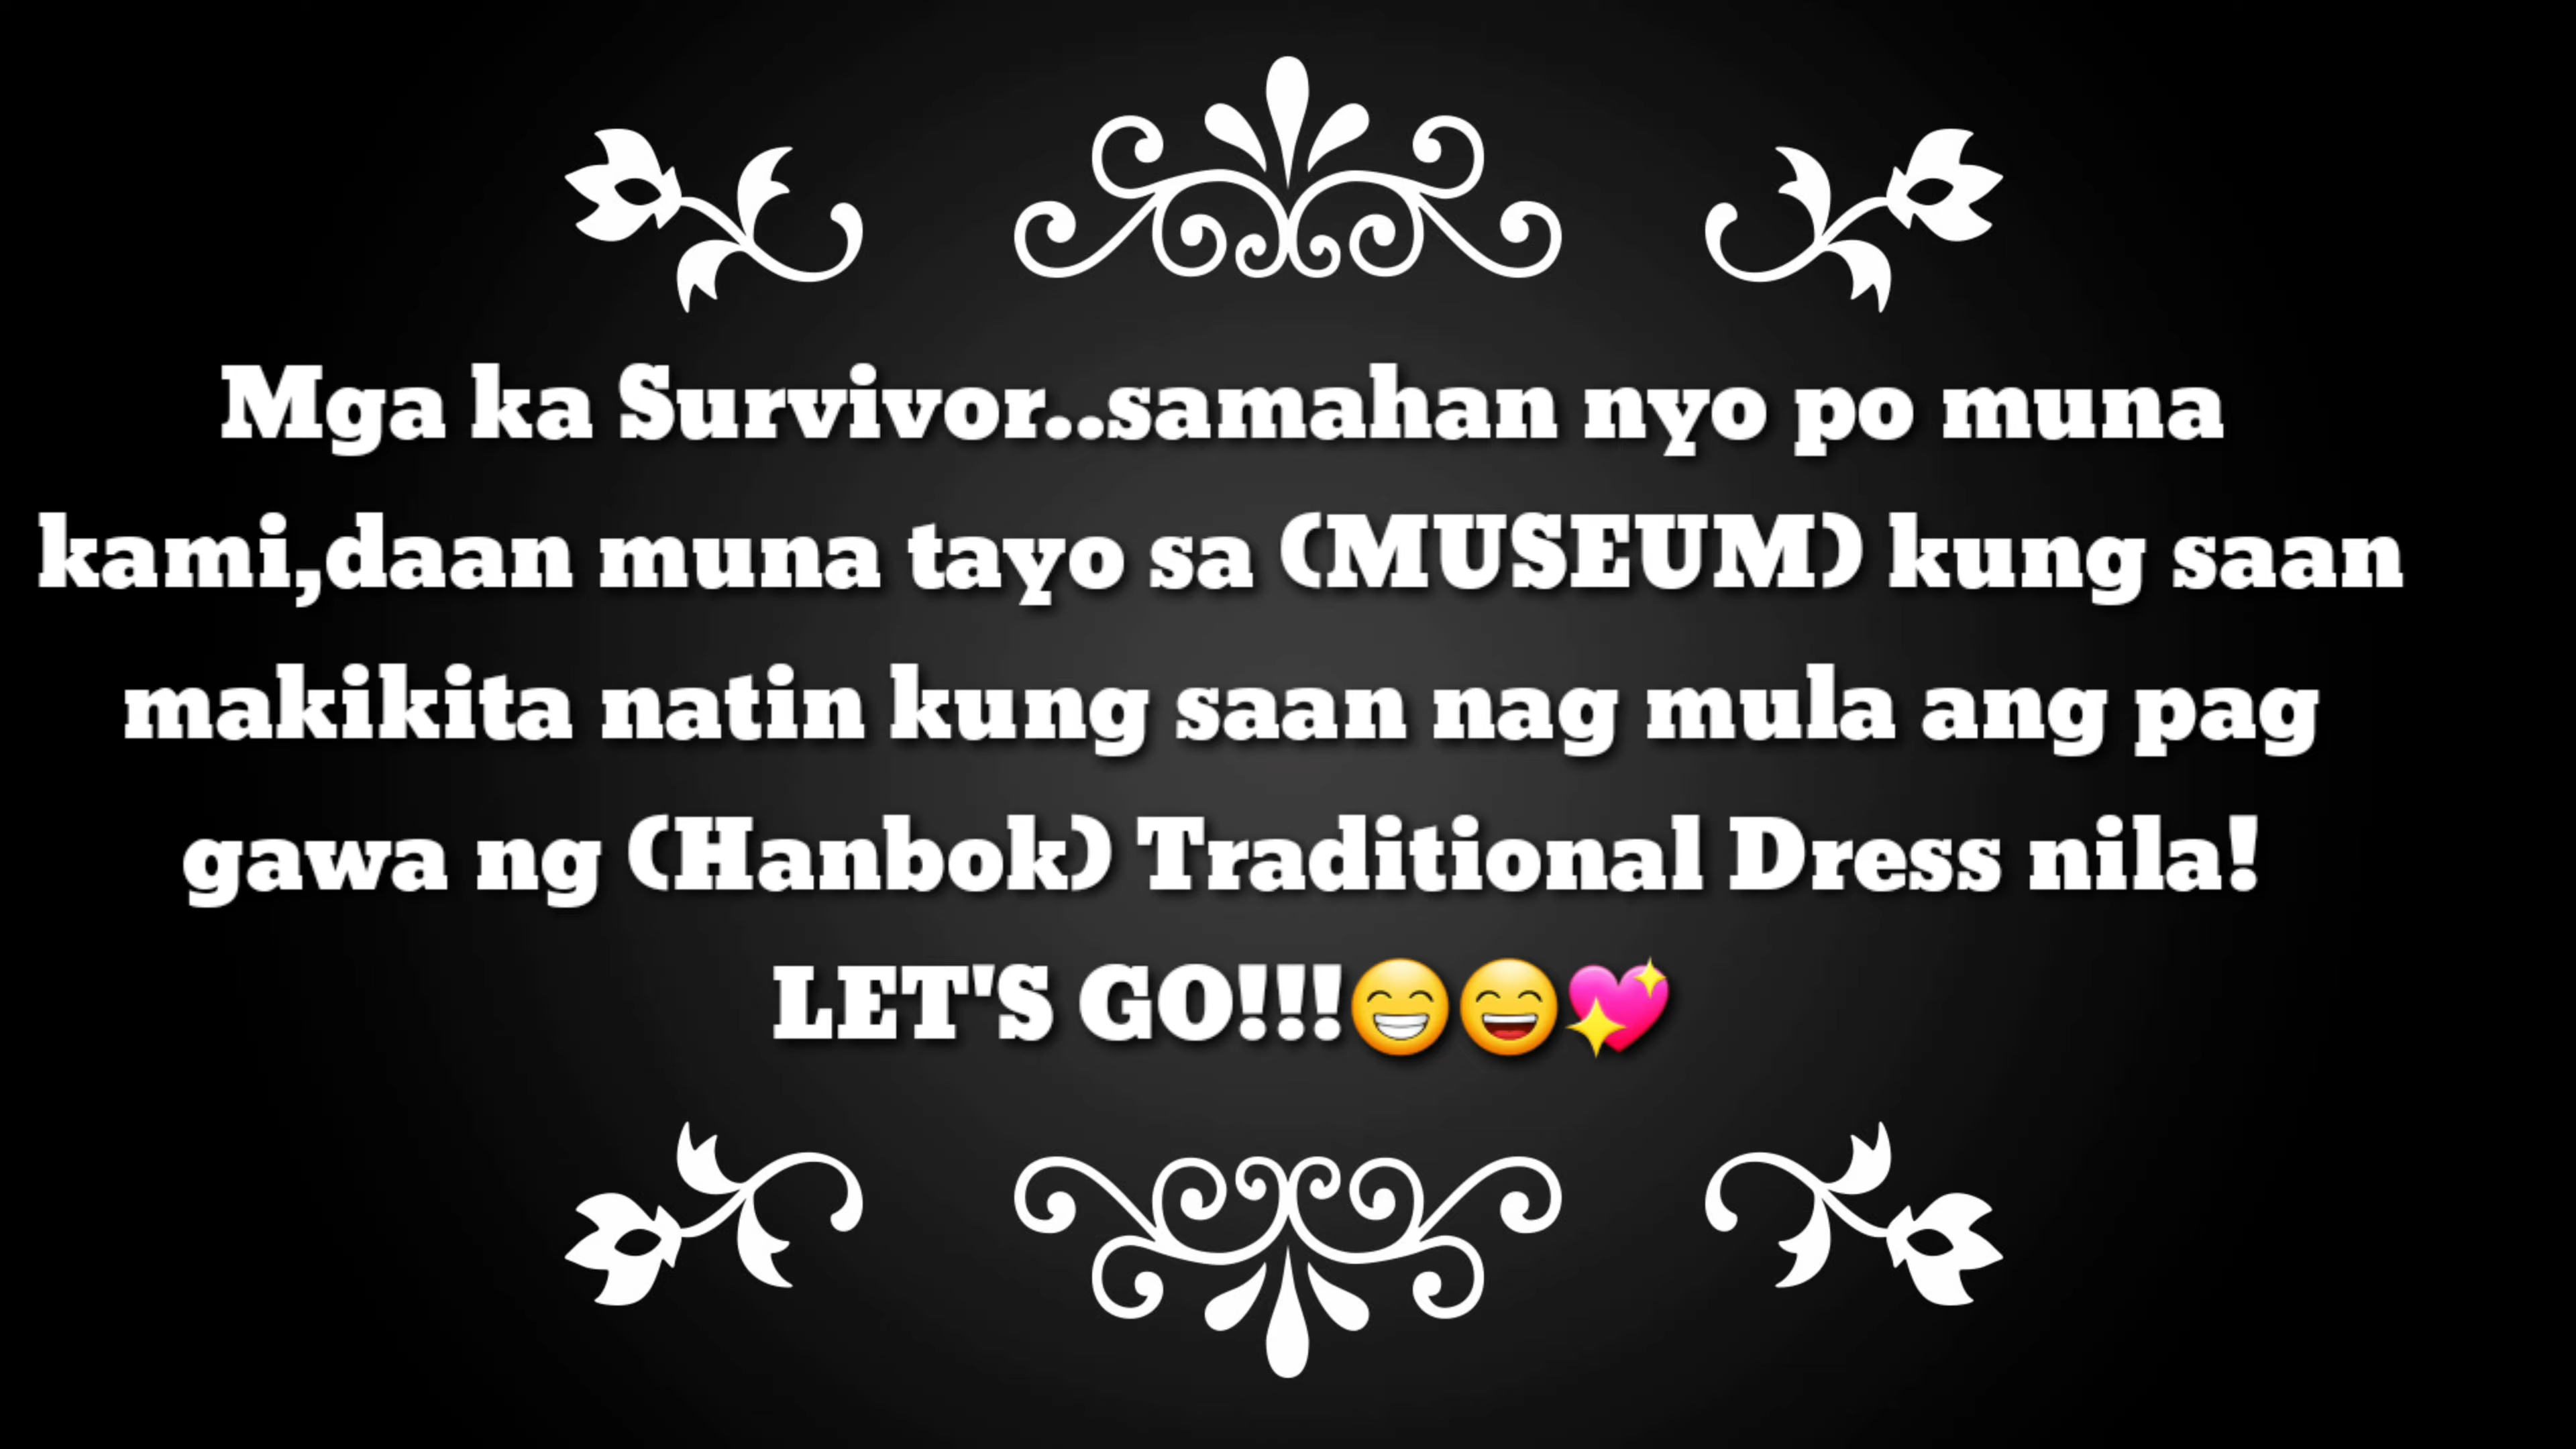 Mga ka Survivor..samahan nyo po muna
kami,daan muna tayo sa (MUSEUM) kung saan
makikita natin kung saan nag mula ang pag
gawa ng (Hanbok) Traditional Dress nila!
LET'S GO!!!😁😄💖